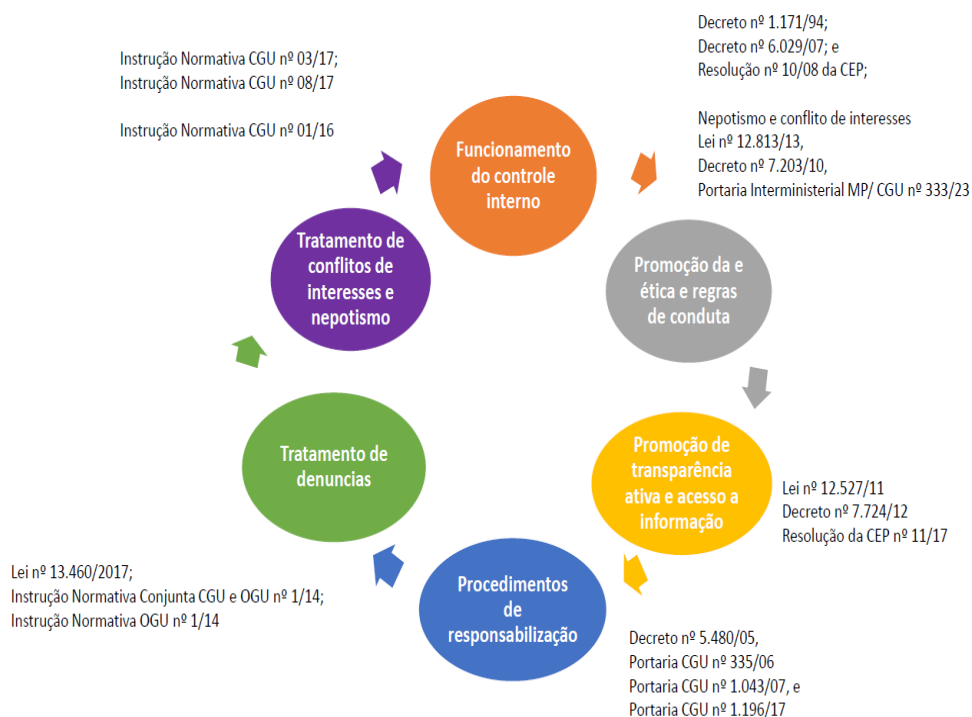 Instrução Normativa CGU nº 03/17;
Instrução Normativa CGU nº 08/17
Instrução Normativa CGU nº 01/16
Decreto nº 1.171/94;
Decreto nº 6.029/07; e
Resolução nº 10/08 da CEP;
Nepotismo e conflito de interesses
Lei nº 12.813/13,
Decreto nº 7.203/10,
Portaria Interministerial MP/ CGU nº 333/23
Funcionamento
do controle
interno
Promoção da e
ética e regras
de conduta
Promoção de
transparência
ativa e acesso a
informação
Lei nº 12.527/11
Decreto nº 7.724/12
Resolução da CEP nº 11/17
Procedimentos
de
responsabilização
Decreto nº 5.480/05,
Portaria CGU nº 335/06
Portaria CGU nº 1.043/07, e
Portaria CGU nº 1.196/17
Tratamento de
denuncias
Lei nº 13.460/2017;
Instrução Normativa Conjunta CGU e OGU nº 1/14;
Instrução Normativa OGU nº 1/14
Tratamento de
conflitos de
interesses e
nepotismo